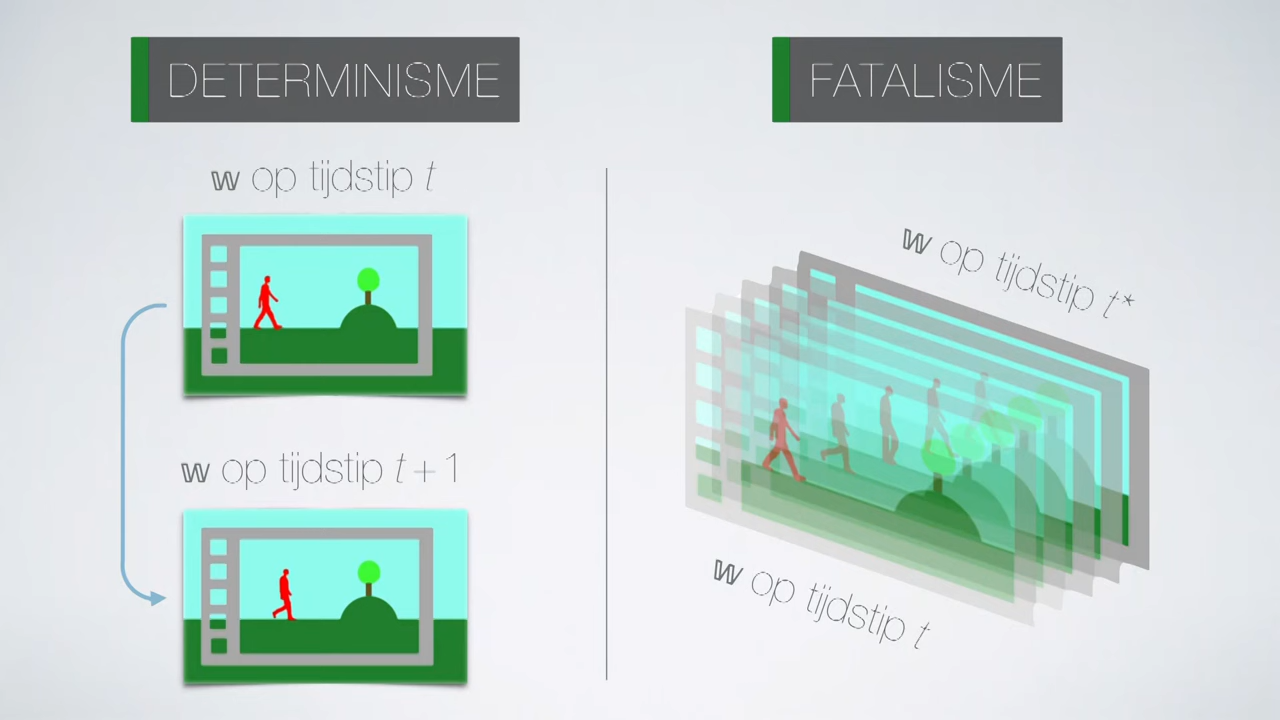 DETERMINISME
w op tijdstip t
w op tijdstip t + 1
FATALISME
w op tijdstip t*
w op tijdstip t